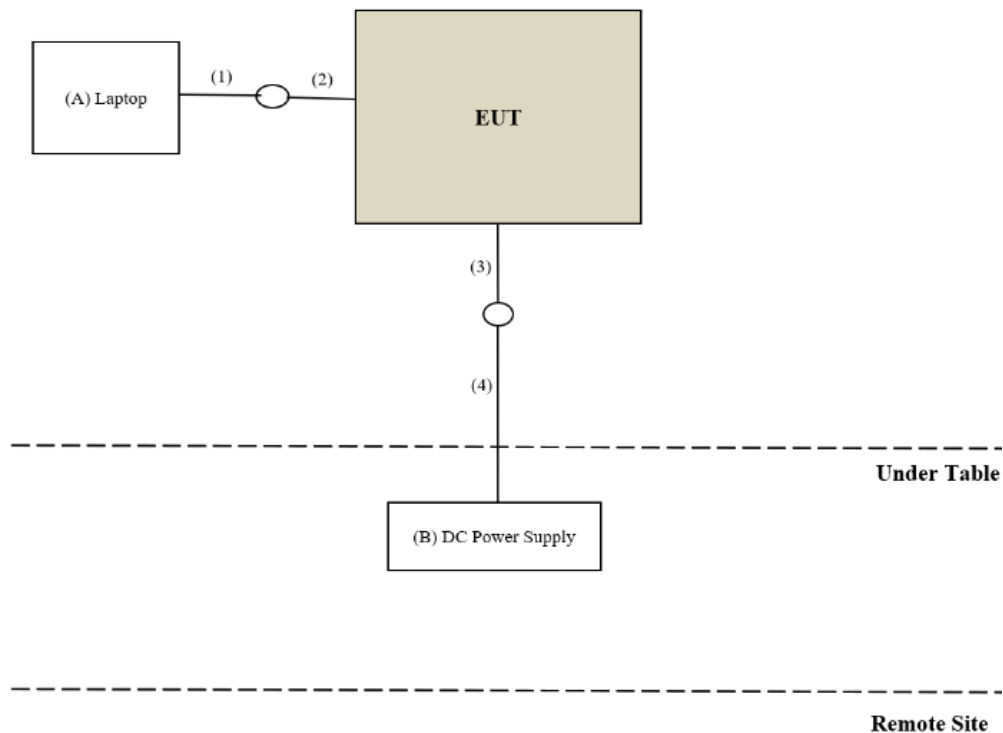 (1)
(2)
(A) Laptop
EUT
(3)
(4)
Under Table
(B) DC Power Supply
Remote Site